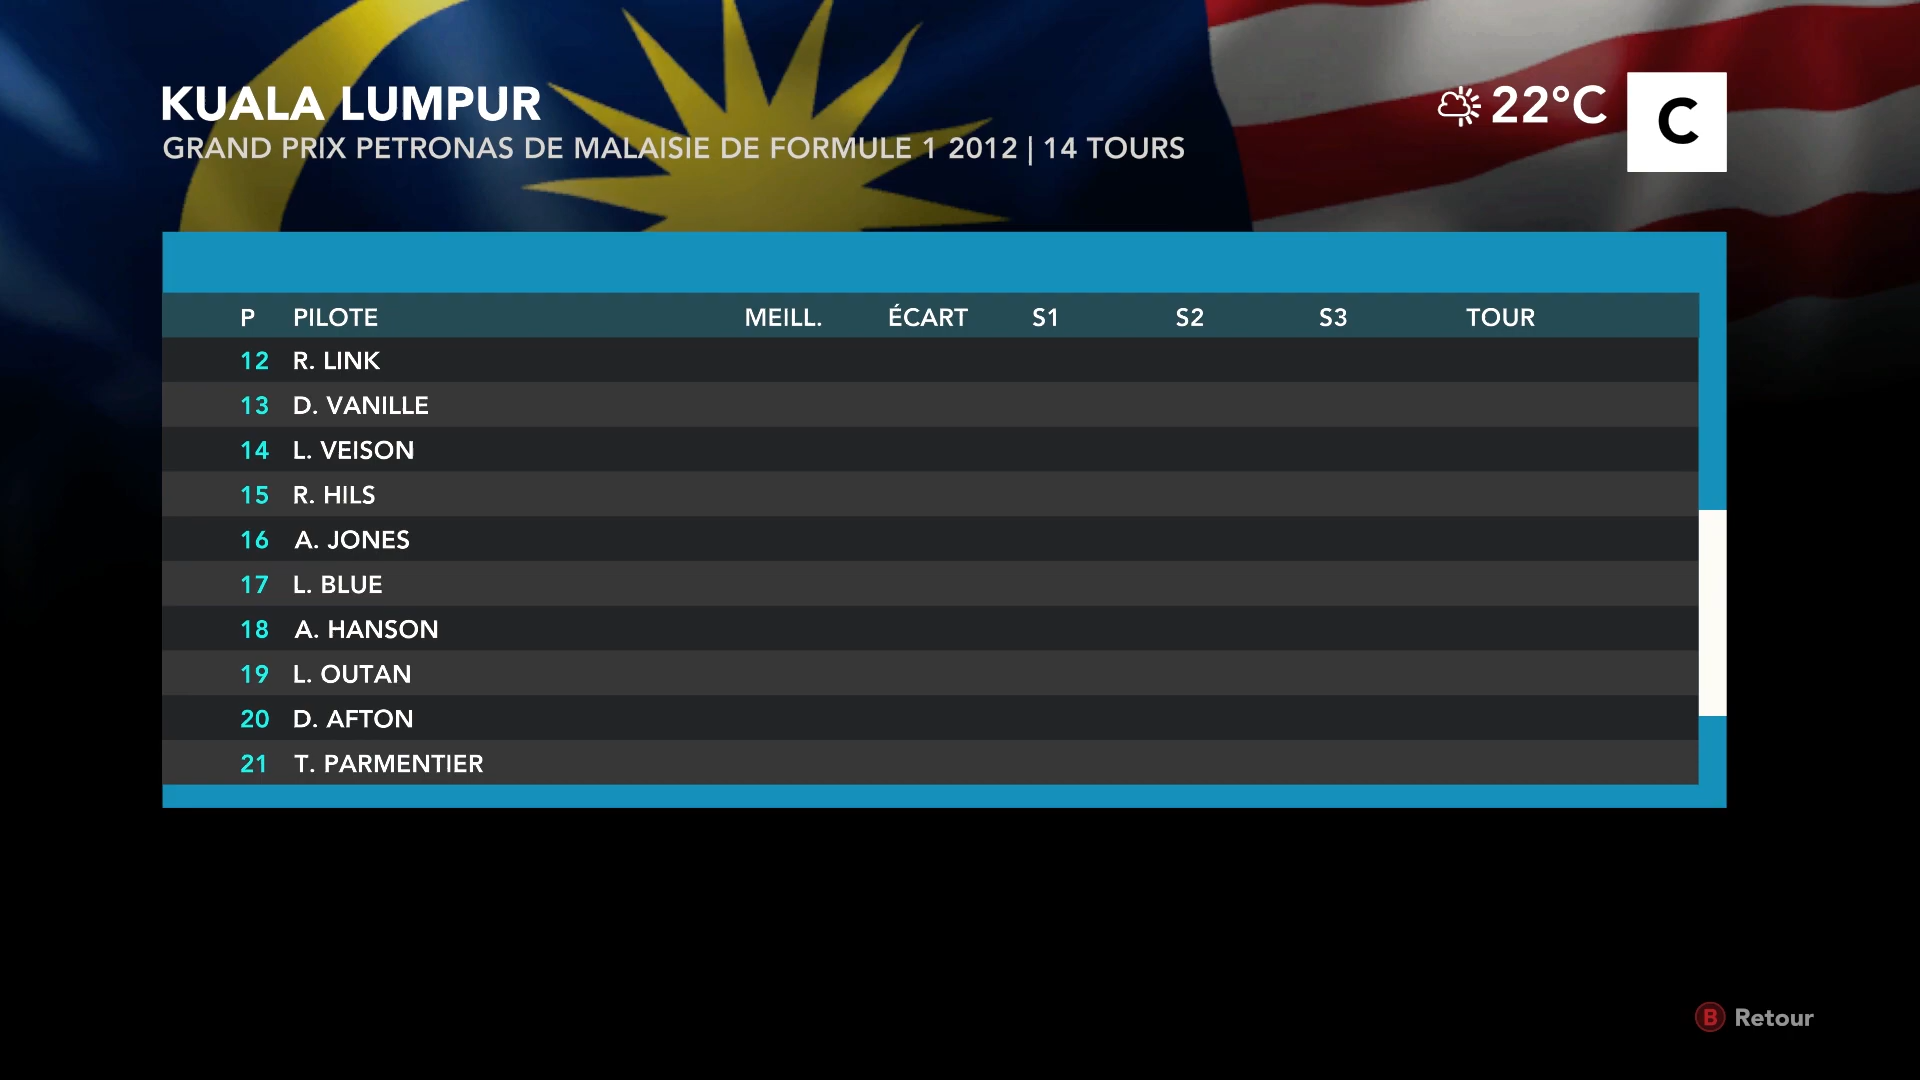 KUALA LUMPUR
GRAND PRIX PETRONAS DE MALAISIE DE FORMULE 1 2012 | 14 TOURS
22°C
C
P PILOTE MEILL. ÉCART S1 S2 S3 TOUR
12 R. LINK
13 D. VANILLE
14 L. VEISON
15 R. HILS
16 A. JONES
17 L. BLUE
18 A. HANSON
19 L. OUTAN
20 D. AFTON
21 T. PARMENTIER
B Retour